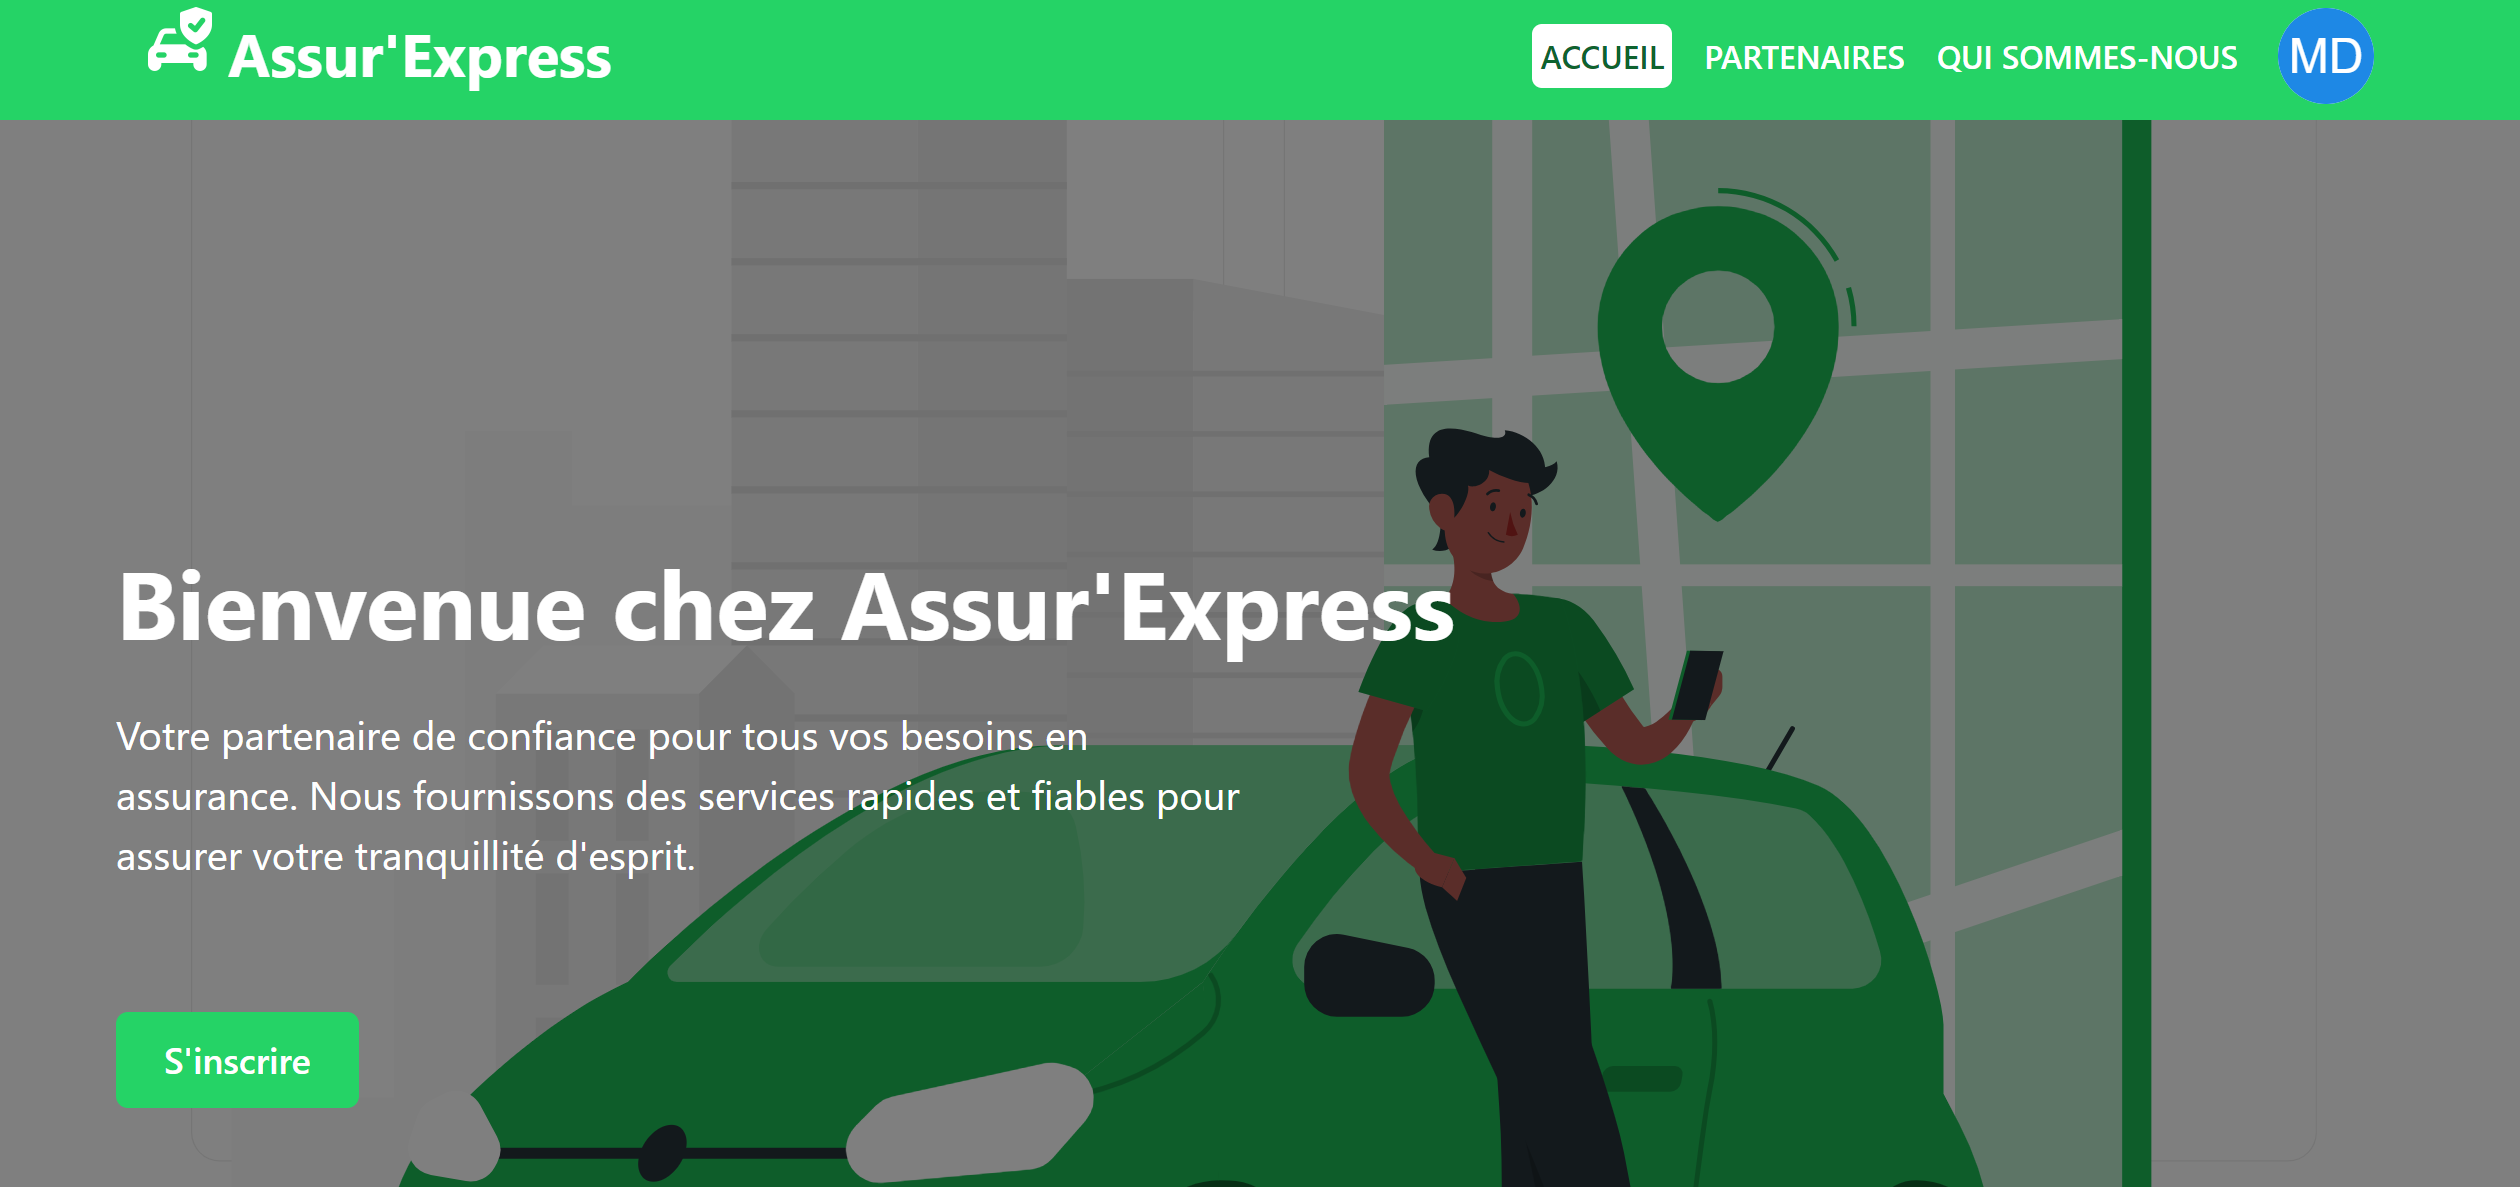 Assur'Express
ACCUEIL PARTENAIRES QUI SOMMES-NOUS MD
Bienvenue chez Assur'Express
Votre partenaire de confiance pour tous vos besoins en
assurance. Nous fournissons des services rapides et fiables pour
assurer votre tranquillité d'esprit.
S'inscrire